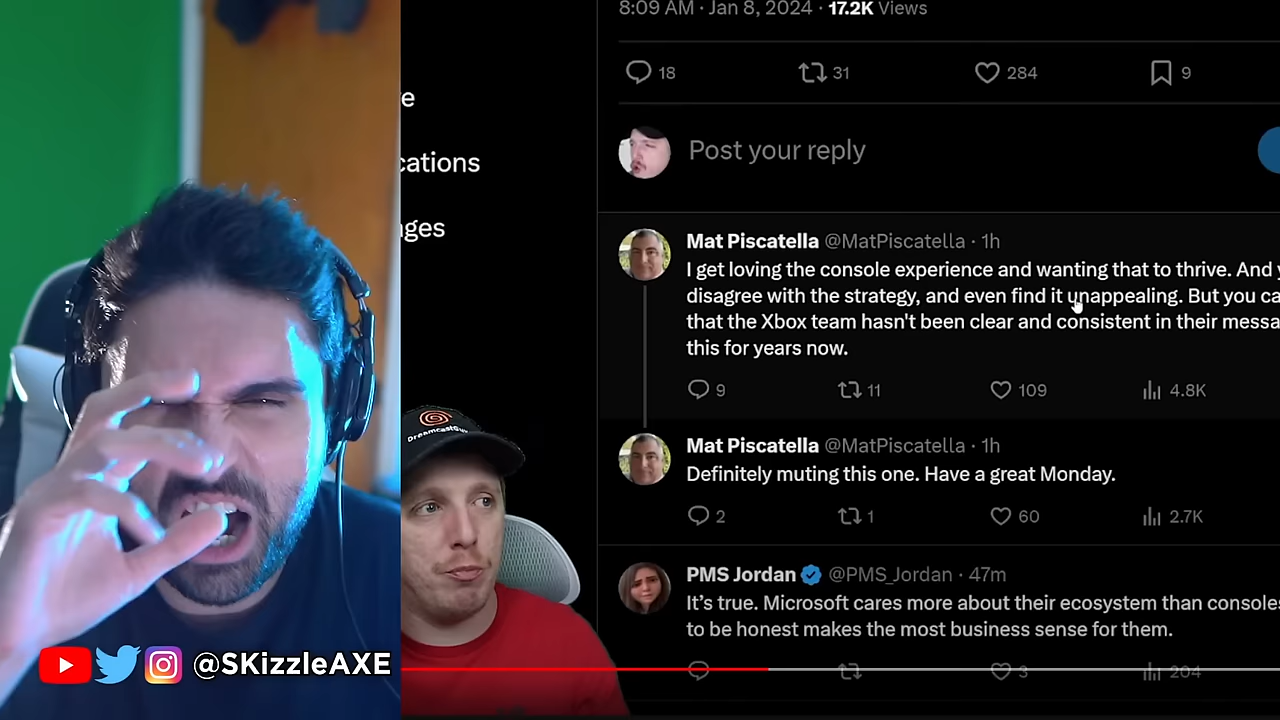 8:09 AM · Jan 8, 2024 · 17.2K Views
18 31 284 9
e
cations
ges
Post your reply
Mat Piscatella @MatPiscatella · 1h
I get loving the console experience and wanting that to thrive. And y
disagree with the strategy, and even find it unappealing. But you ca
that the Xbox team hasn't been clear and consistent in their messa
this for years now.
9 11 109 4.8K
Mat Piscatella @MatPiscatella · 1h
Definitely muting this one. Have a great Monday.
2 1 60 2.7K
PMS Jordan @PMS_Jordan · 47m
It's true. Microsoft cares more about their ecosystem than consoles
to be honest makes the most business sense for them.
3 204
DreamcastGuy
@SKizzleAXE